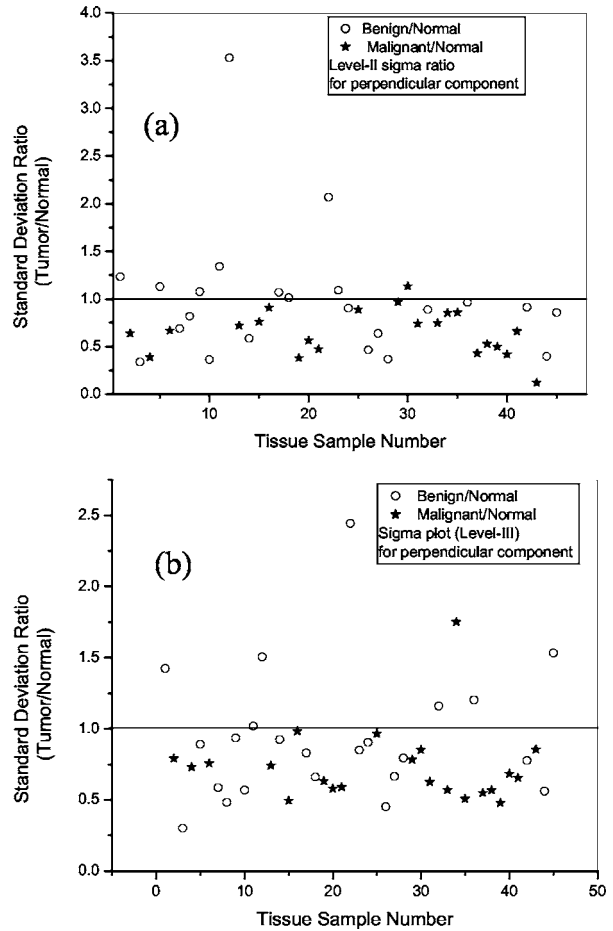 4.0
3.5
3.0
2.5
2.0
1.5
1.0
0.5
0.0
10
20
30
40
Standard Deviation Ratio
(Tumor/Normal)
Tissue Sample Number
(a)
Benign/Normal
Malignant/Normal
Level-II sigma ratio
for perpendicular component
2.5
2.0
1.5
1.0
0.5
0.0
0
10
20
30
40
50
Standard Deviation Ratio
(Tumor/Normal)
Tissue Sample Number
(b)
Benign/Normal
Malignant/Normal
Sigma plot (Level-III)
for perpendicular component